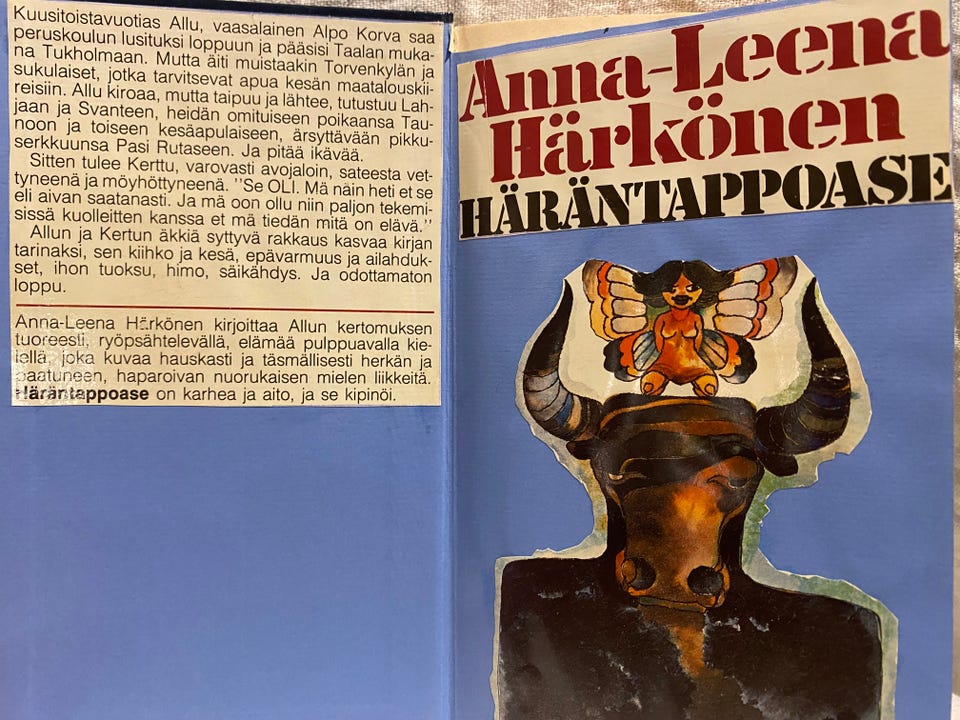 Kuusitoistavuotias Allu, vaasalainen Alpo Korva saa
peruskoulun lusituksi loppuun ja pääsisi Taalan muka-
na Tukholmaan. Mutta äiti muistaakin Torvenkylän ja
sukulaiset, jotka tarvitsevat apua kesän maatalouskii-
reisiin. Allu kiroaa, mutta taipuu ja lähtee, tutustuu Lah-
jaan ja Svanteen, heidän omituiseen poikaansa Tau-
noon ja toiseen kesäapulaiseen, ärsyttävään pikku-
serkkuunsa Pasi Rutaseen. Ja pitää ikävää.
Sitten tulee Kerttu, varovasti avojaloin, sateesta vet-
tyneenä ja möyhöttyneenä. ''Se OLI. Mä näin heti et se
eli aivan saatanasti. Ja mä oon ollu niin paljon tekemi-
sissä kuolleitten kanssa et mä tiedän mitä on elävä.''
Allun ja Kertun äkkiä syttyvä rakkaus kasvaa kirjan
tarinaksi, sen kiihko ja kesä, epävarmuus ja ailahduk-
set, ihon tuoksu, himo, säikähdys. Ja odottamaton
loppu.
Anna-Leena Härkönen kirjoittaa Allun kertomuksen
tuoreesti, ryöpsähtelevällä, elämää pulppuavalla kie-
lellä, joka kuvaa hauskasti ja täsmällisesti herkän ja
paatuneen, haparoivan nuorukaisen mielen liikkeitä.
Häräntappoase on karhea ja aito, ja se kipinöi.
Anna-Leena
Härkönen
HÄRÄNTAPPOASE